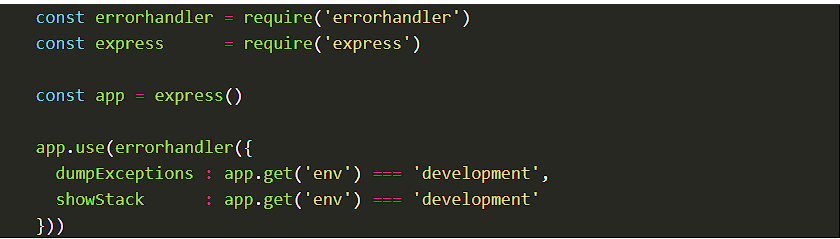 const errorhandler = require('errorhandler')
const express      = require('express')
const app = express()
app.use(errorhandler({
  dumpExceptions : app.get('env') === 'development',
  showStack      : app.get('env') === 'development'
}))